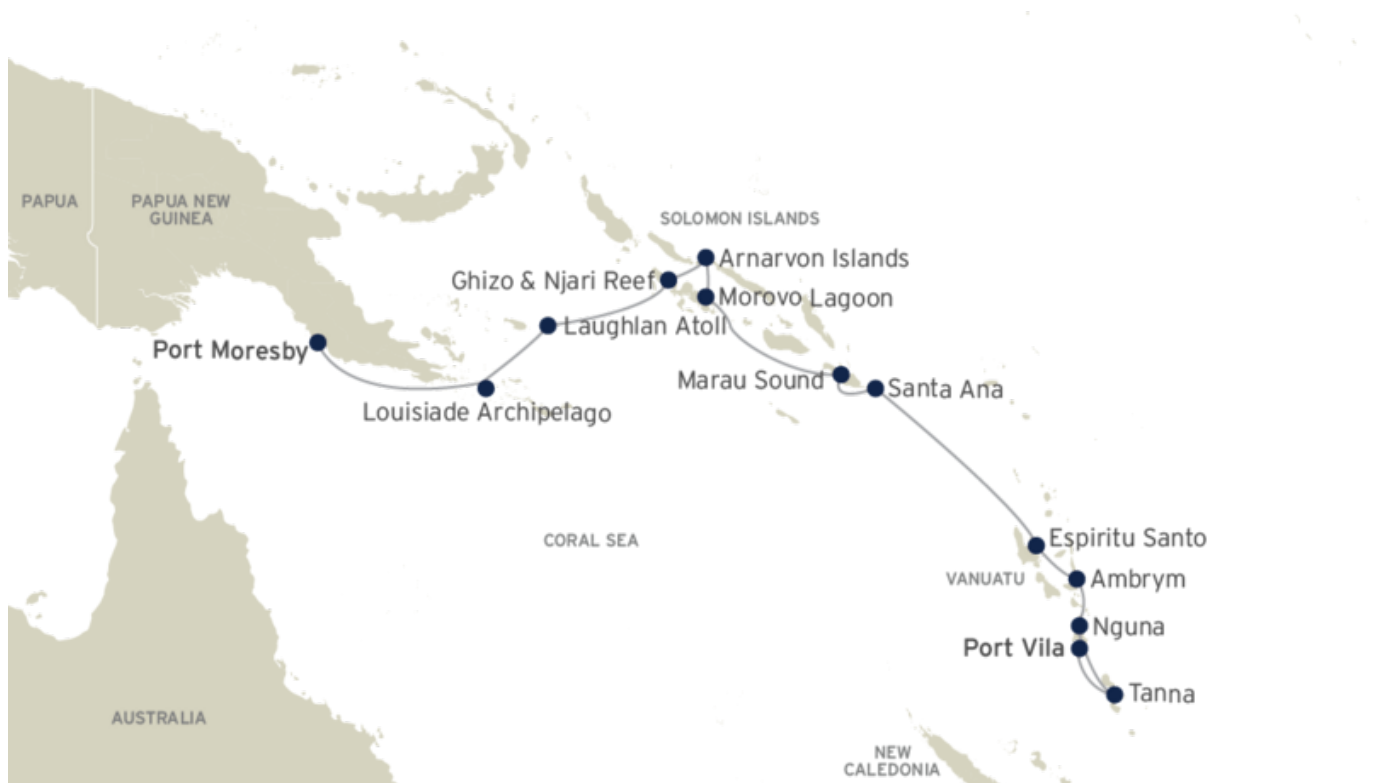 PAPUA
PAPUA NEW
GUINEA
SOLOMON ISLANDS
Arnarvon Islands
Ghizo & Njari Reef
Morovo Lagoon
Laughlan Atoll
Port Moresby
Marau Sound
Santa Ana
Louisiade Archipelago
CORAL SEA
Espiritu Santo
VANUATU
Ambrym
Nguna
Port Vila
Tanna
AUSTRALIA
NEW
CALEDONIA